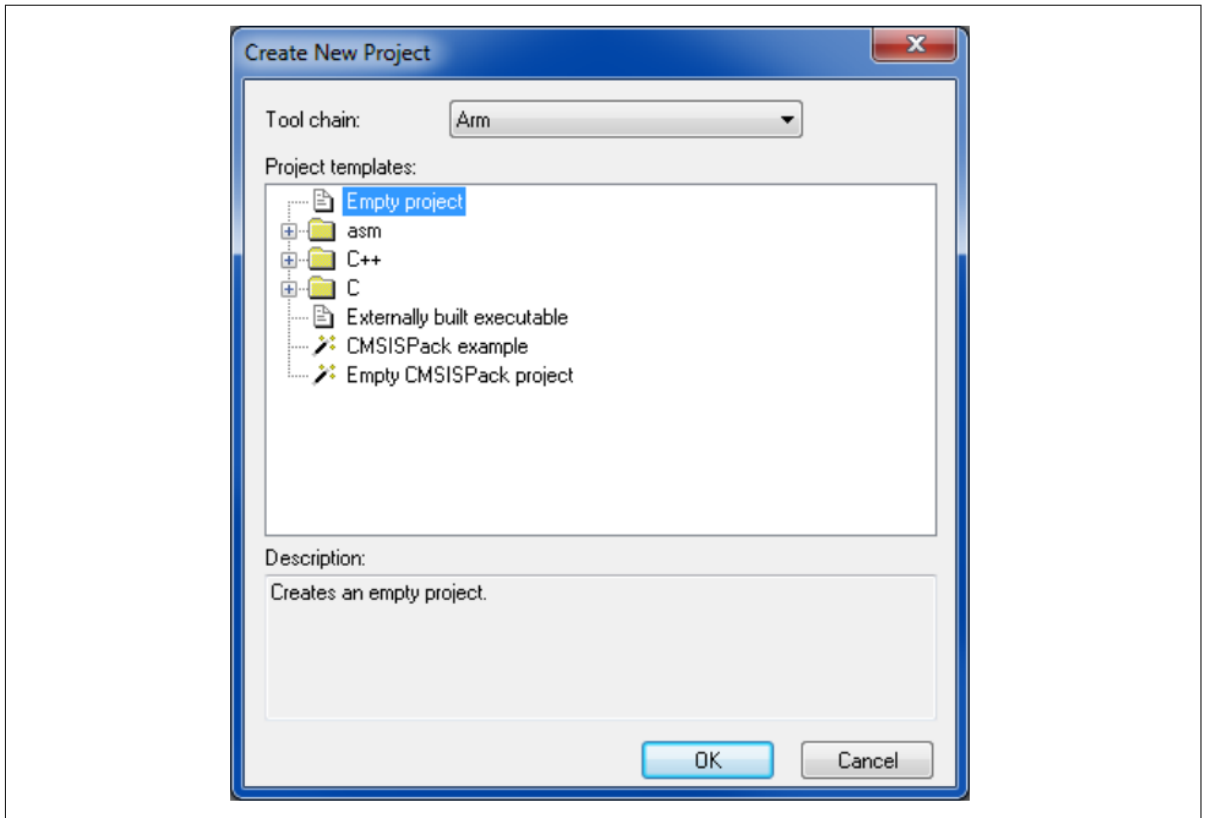 Create New Project
Tool chain: Arm
Project templates:
Empty project
asm
C++
C
Externally built executable
CMSISPack example
Empty CMSISPack project
Description:
Creates an empty project.
OK Cancel